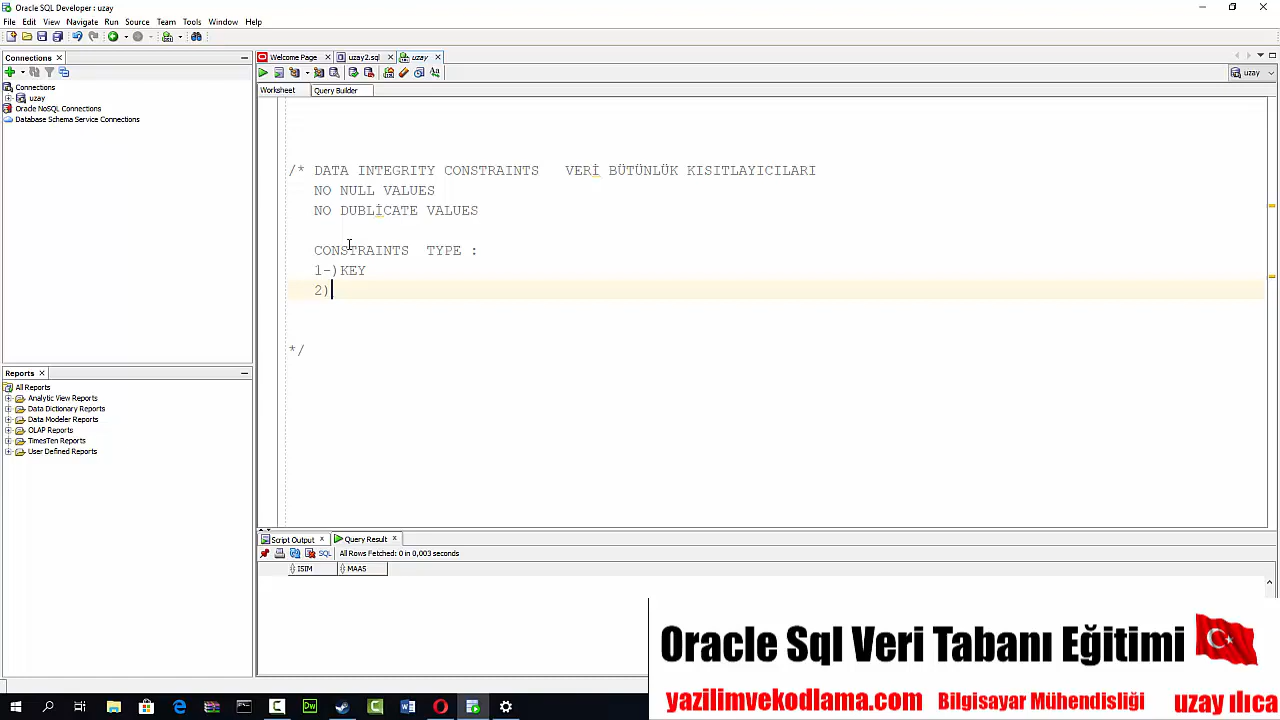 Oracle SQL Developer : uzay
File Edit View Navigate Run Source Team Tools Window Help
Connections
Welcome Page uzay2.sql uzay
uzay
Worksheet Query Builder
Connections
uzay
Oracle NoSQL Connections
Database Schema Service Connections
/* DATA INTEGRITY CONSTRAINTS VERİ BÜTÜNLÜK KISITLAYICILARI
NO NULL VALUES
NO DUBLİCATE VALUES
CONSTRAINTS TYPE :
1-)KEY
2)
*/
Reports
All Reports
Analytic View Reports
Data Dictionary Reports
Data Modeler Reports
OLAP Reports
TimesTen Reports
User Defined Reports
Script Output Query Result
SQL All Rows Fetched: 0 in 0,003 seconds
ISIM MAAS
Oracle Sql Veri Tabanı Eğitimi
yazilimvekodlama.com Bilgisayar Mühendisliği uzay ılıca